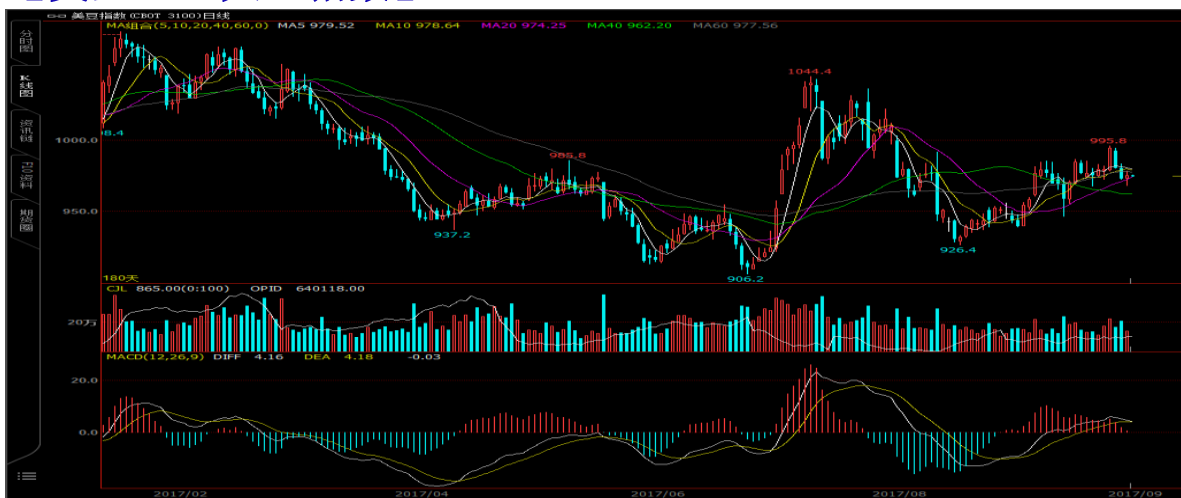 美豆指数 (CBOT 3100)日线
MA组合(5,10,20,40,60,0) MA5 979.52 MA10 978.64 MA20 974.25 MA40 962.20 MA60 977.56
分时图
K线图
资讯链
F10资料
期货圈
1044.4
1000.0
995.8
985.8
950.0
937.2
926.4
906.2
180天
CJL 865.00(0:100) OPID 640118.00
20万
MACD(12,26,9) DIFF 4.16 DEA 4.18 -0.03
20.0
0.0
2017/02 2017/04 2017/06 2017/08 2017/09